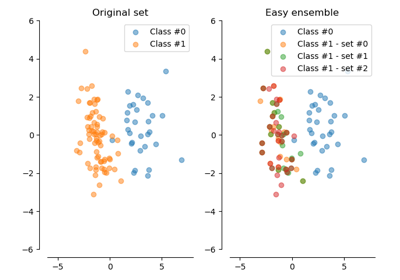 Original set
Easy ensemble
Class #0
Class #1
Class #0
Class #1 - set #0
Class #1 - set #1
Class #1 - set #2
6
4
2
0
−2
−4
−6
−5
0
5
6
4
2
0
−2
−4
−6
−5
0
5